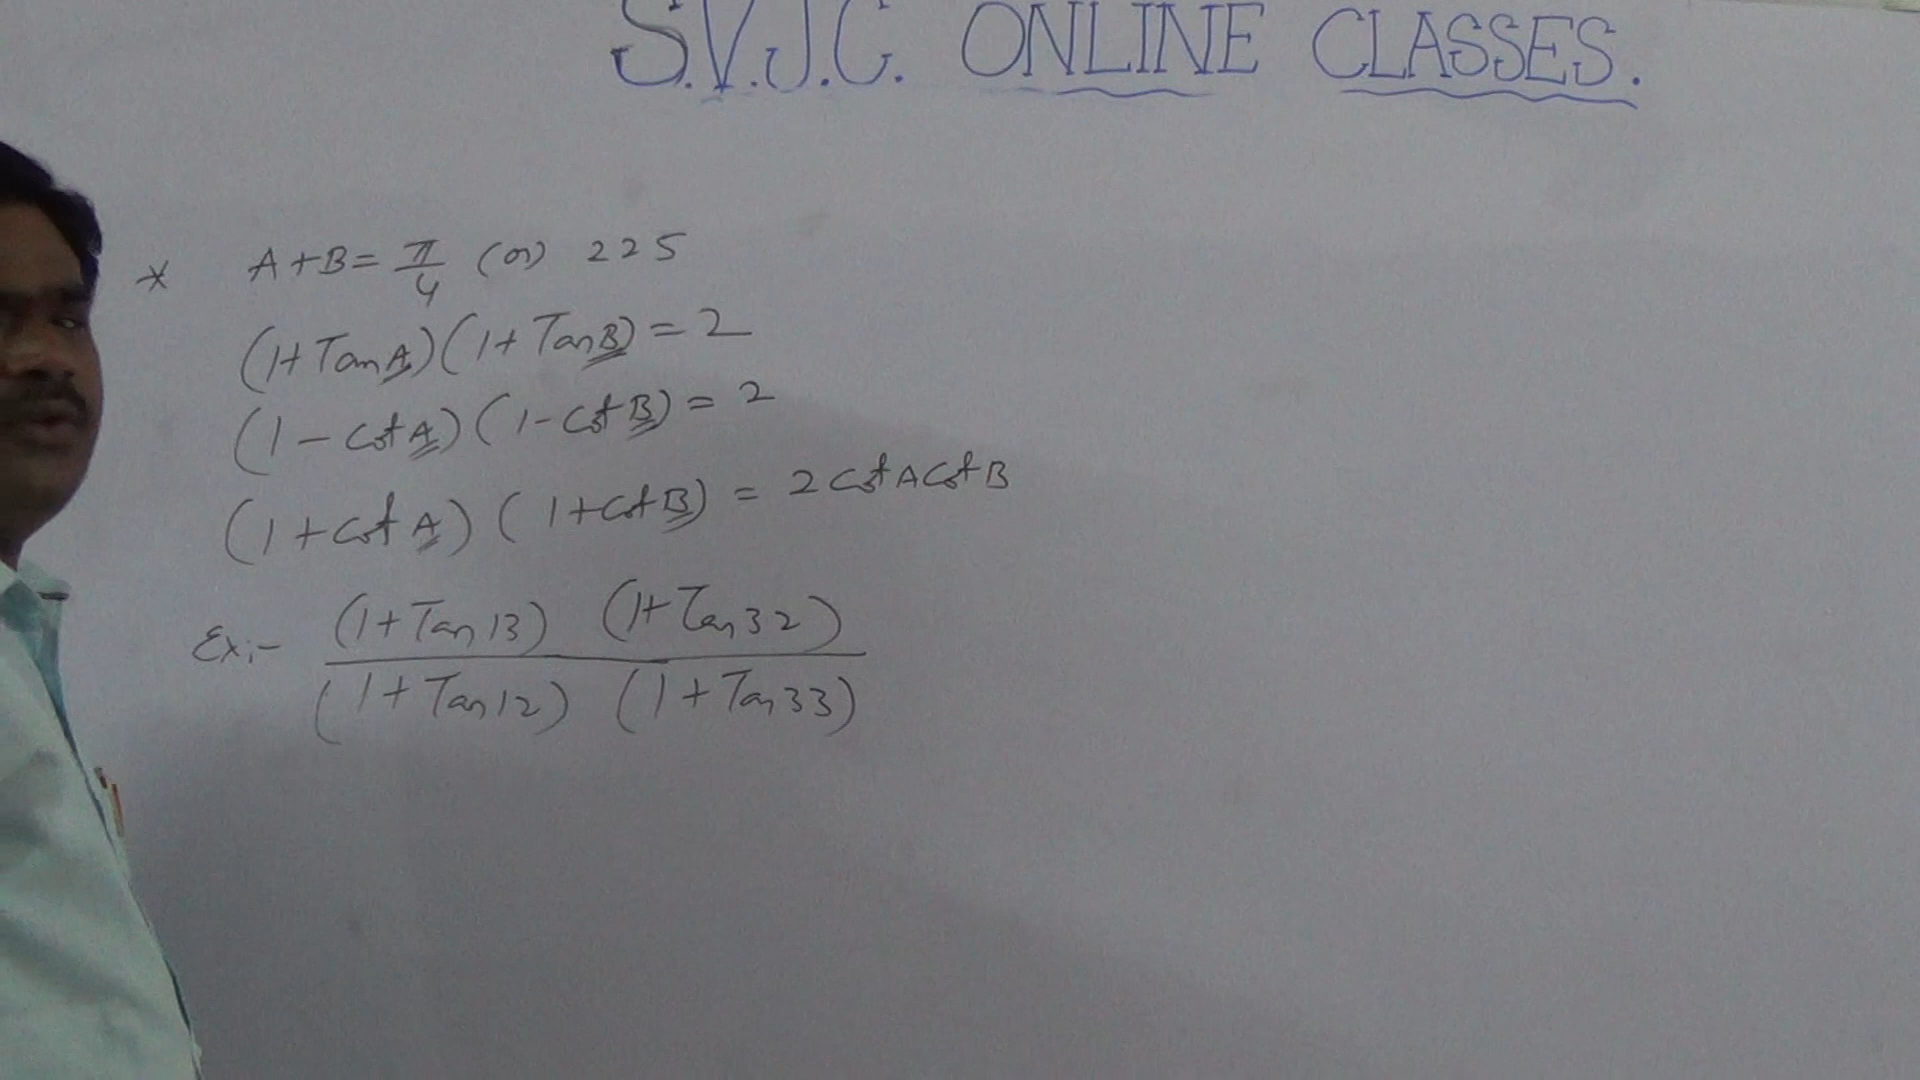 S.V.J.C. ONLINE CLASSES.
* A+B = π/4 (or) 225
(1+TanA)(1+TanB) = 2
(1-CotA)(1-CotB) = 2
(1+CotA)(1+CotB) = 2CotACotB
Ex:- (1+Tan13) (1+Tan32)
(1+Tan12) (1+Tan33)